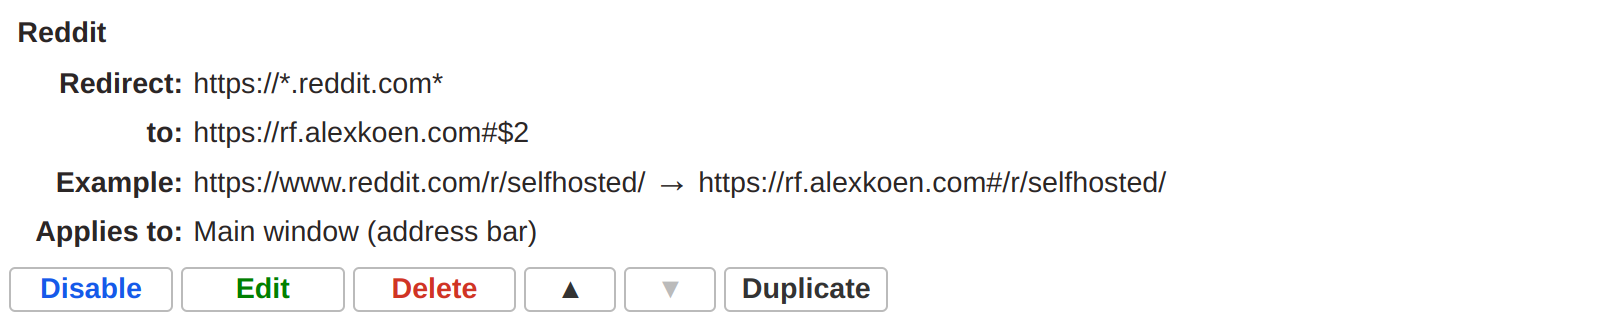 Reddit
Redirect: https://*.reddit.com*
to: https://rf.alexkoen.com#$2
Example: https://www.reddit.com/r/selfhosted/ → https://rf.alexkoen.com#/r/selfhosted/
Applies to: Main window (address bar)
Disable Edit Delete ▲ ▼ Duplicate